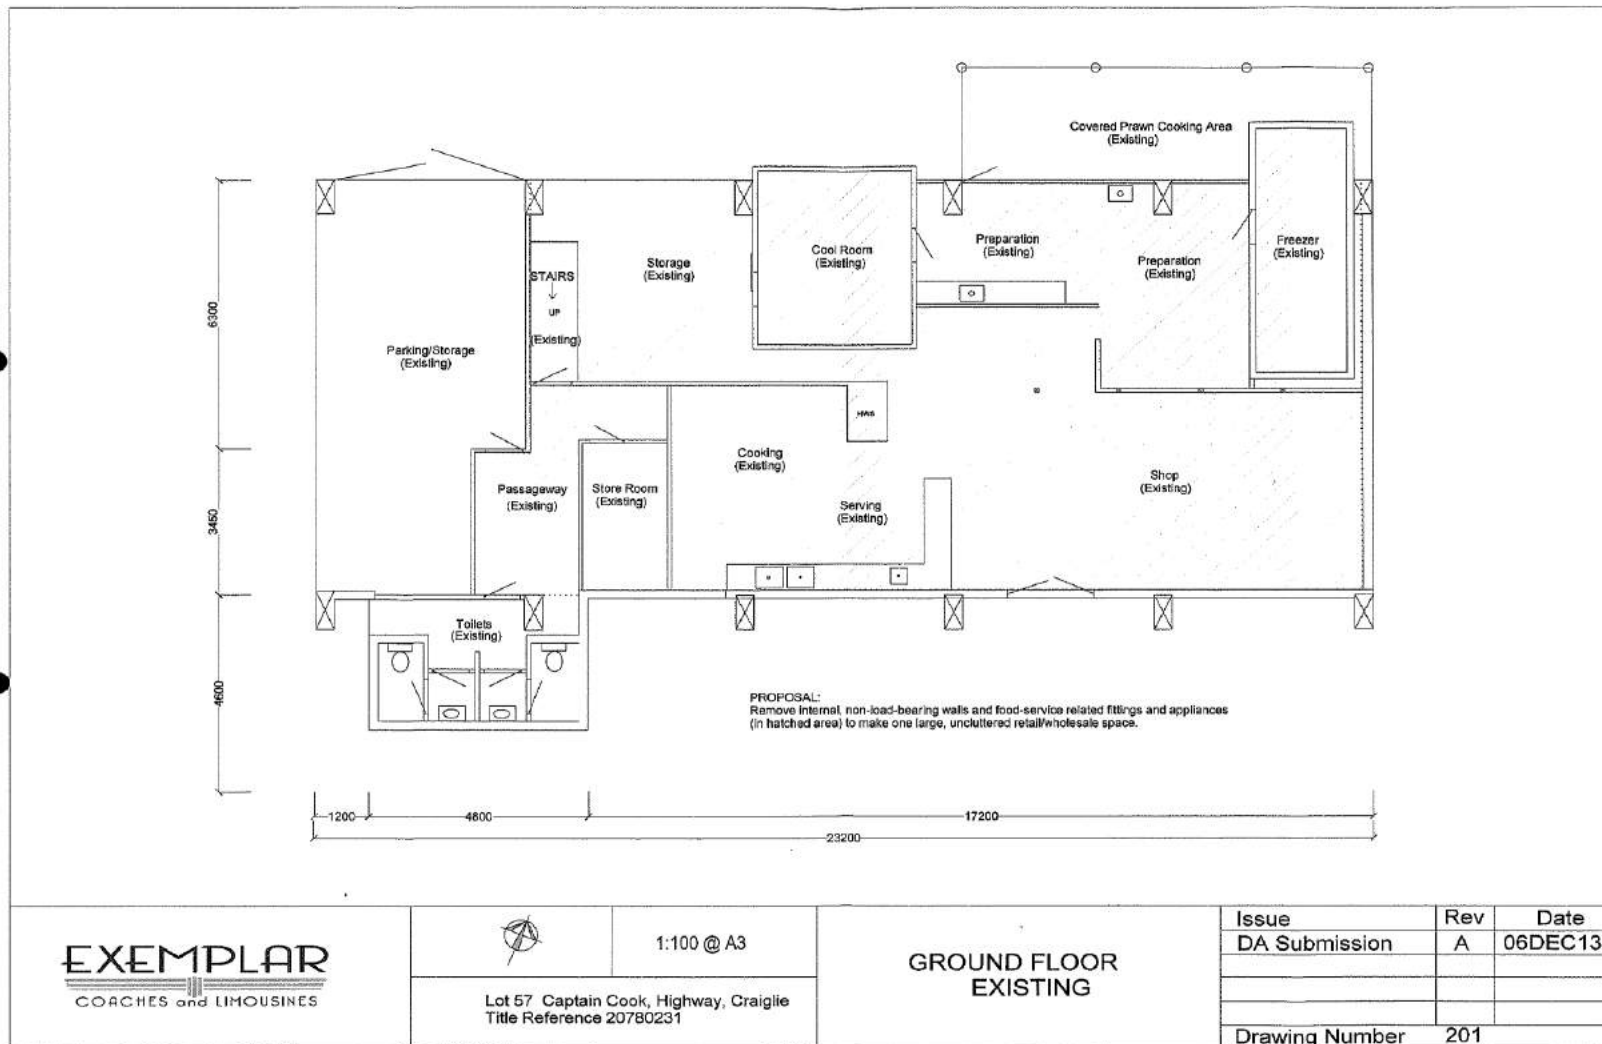 Covered Prawn Cooking Area
(Existing)
Preparation
(Existing)
Preparation
(Existing)
Freezer
(Existing)
Cool Room
(Existing)
Storage
(Existing)
STAIRS
UP
(Existing)
Parking/Storage
(Existing)
HWS
Cooking
(Existing)
Serving
(Existing)
Shop
(Existing)
Passageway
(Existing)
Store Room
(Existing)
Toilets
(Existing)
6300
3450
4600
PROPOSAL:
Remove internal, non-load-bearing walls and food-service related fittings and appliances
(in hatched area) to make one large, uncluttered retail/wholesale space.
1200
4800
17200
23200
EXEMPLAR
COACHES and LIMOUSINES
1:100 @ A3
Lot 57 Captain Cook, Highway, Craiglie
Title Reference 20780231
GROUND FLOOR
EXISTING
Issue Rev Date
DA Submission A 06DEC13
Drawing Number 201